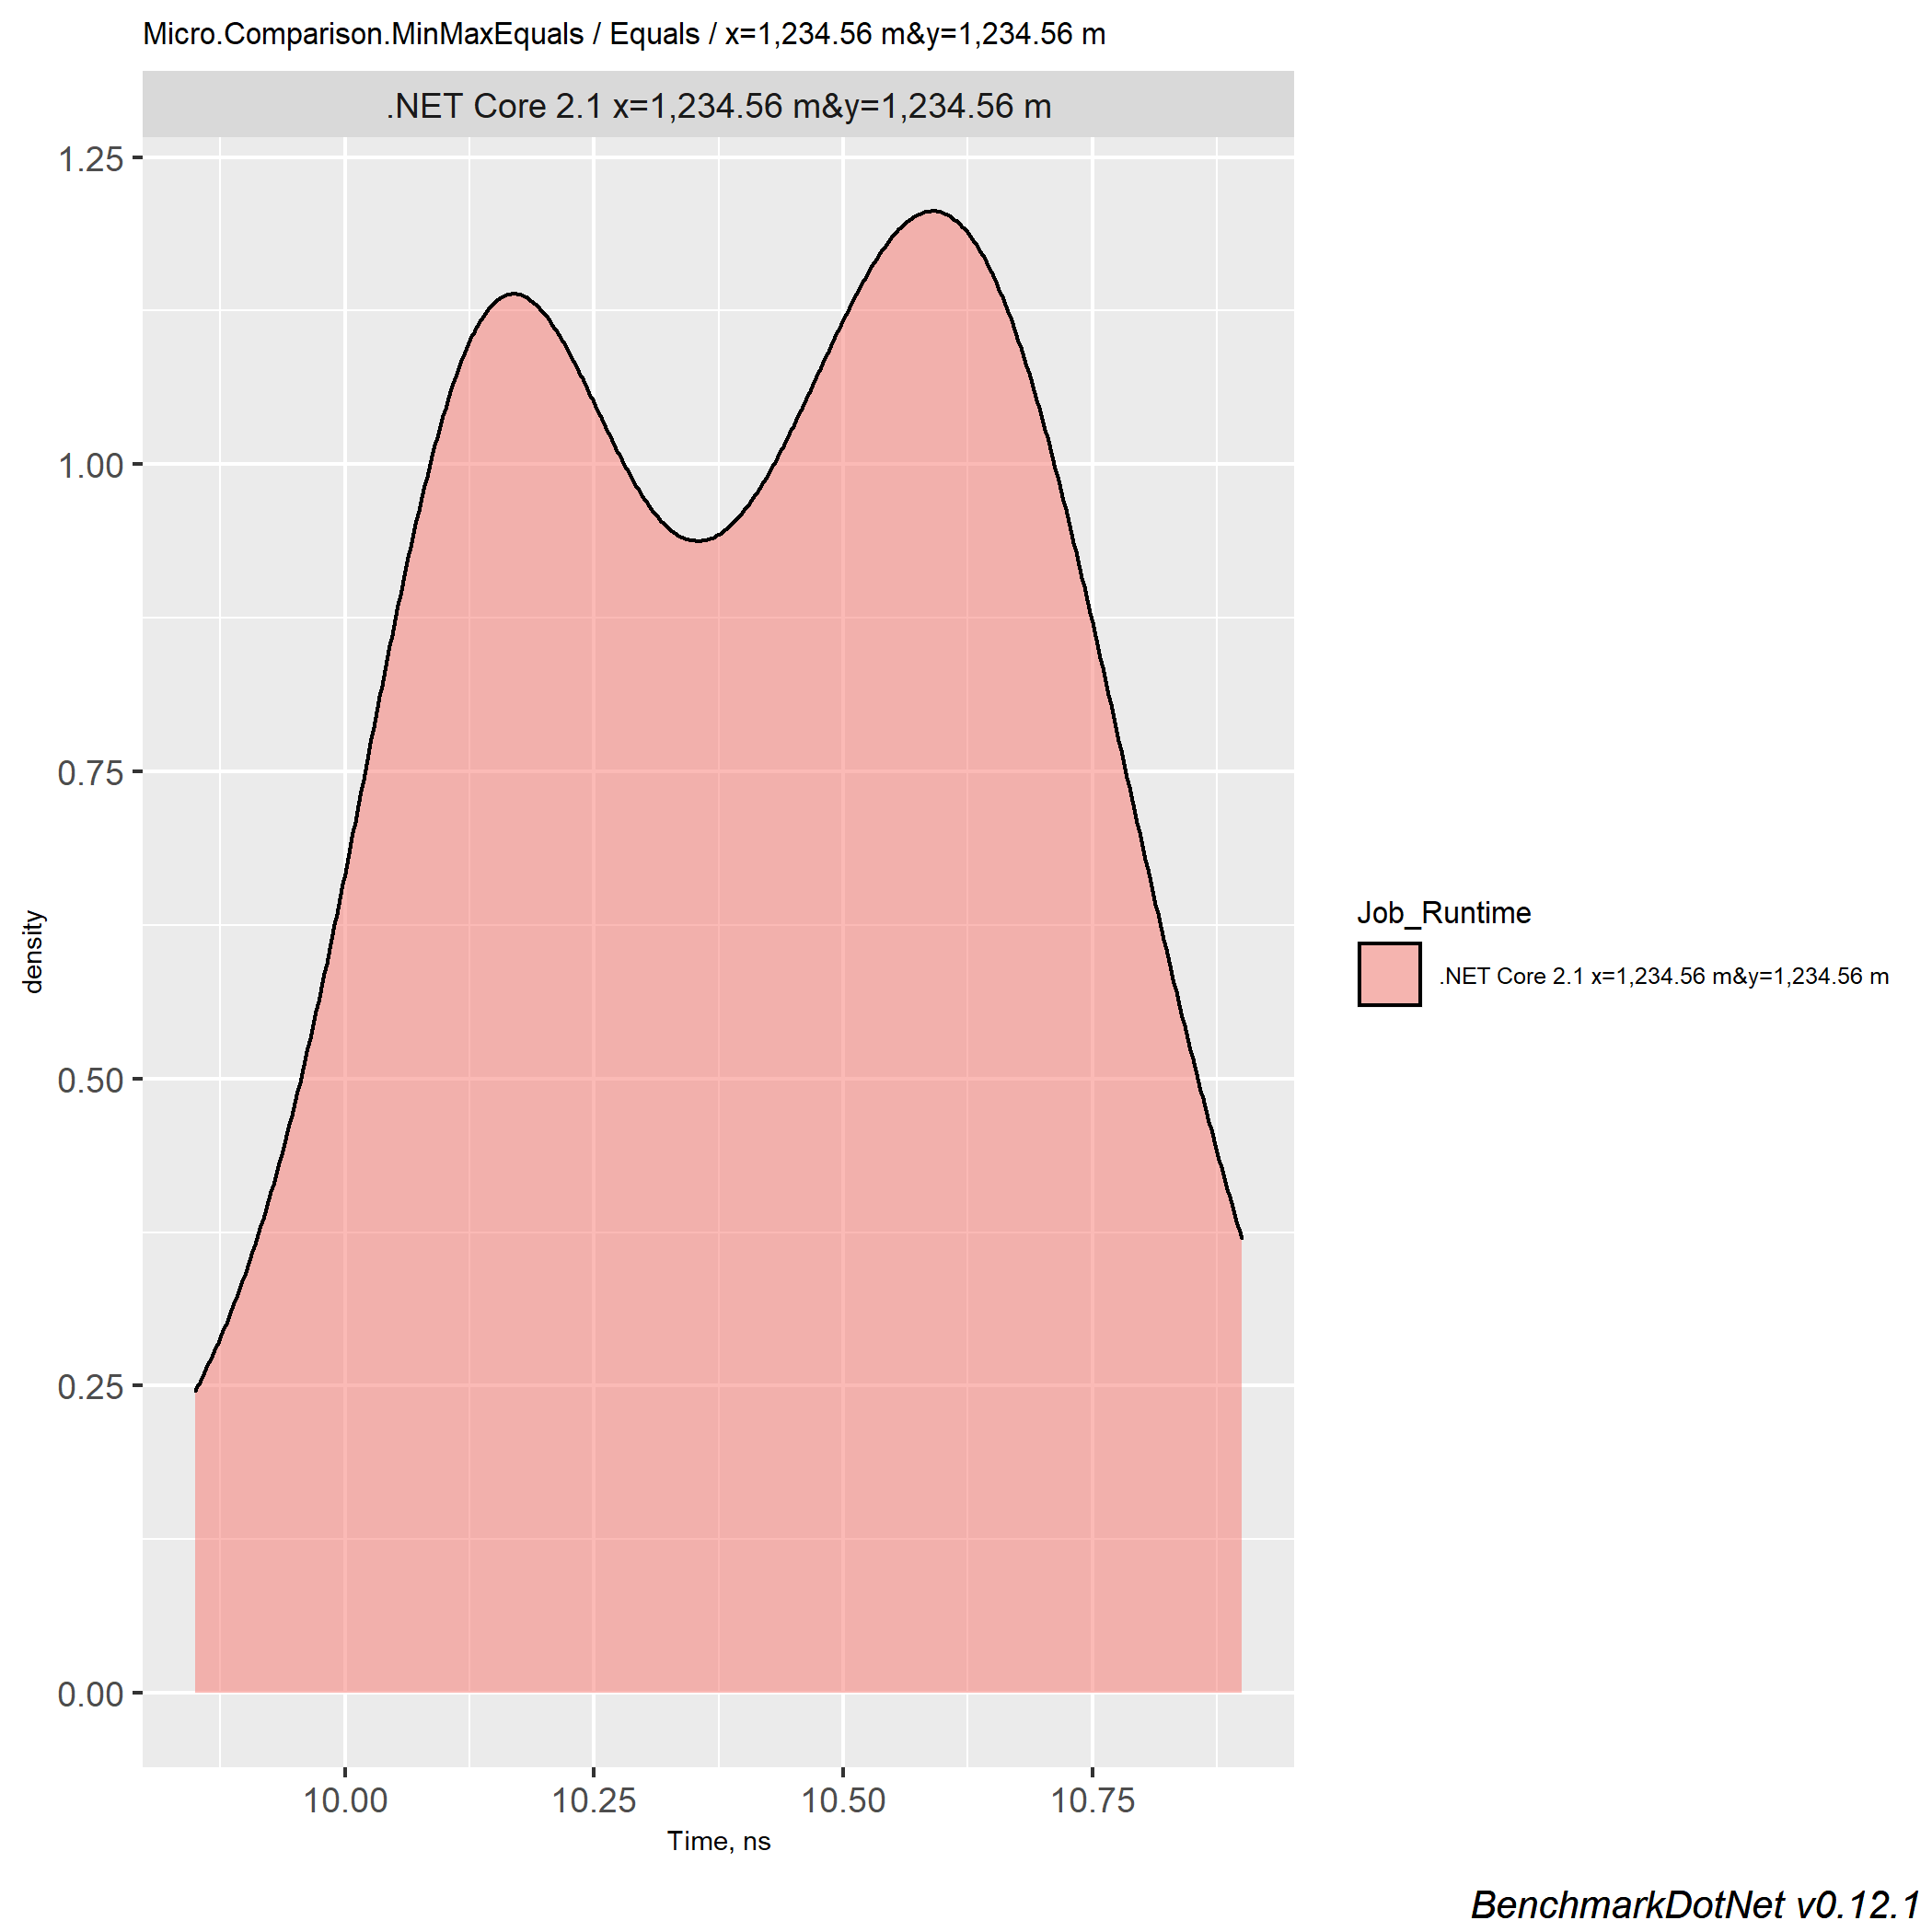 Micro.Comparison.MinMaxEquals / Equals / x=1,234.56 m&y=1,234.56 m
.NET Core 2.1 x=1,234.56 m&y=1,234.56 m
1.25
1.00
0.75
0.50
0.25
0.00
density
10.00 10.25 10.50 10.75
Time, ns
Job_Runtime
.NET Core 2.1 x=1,234.56 m&y=1,234.56 m
BenchmarkDotNet v0.12.1